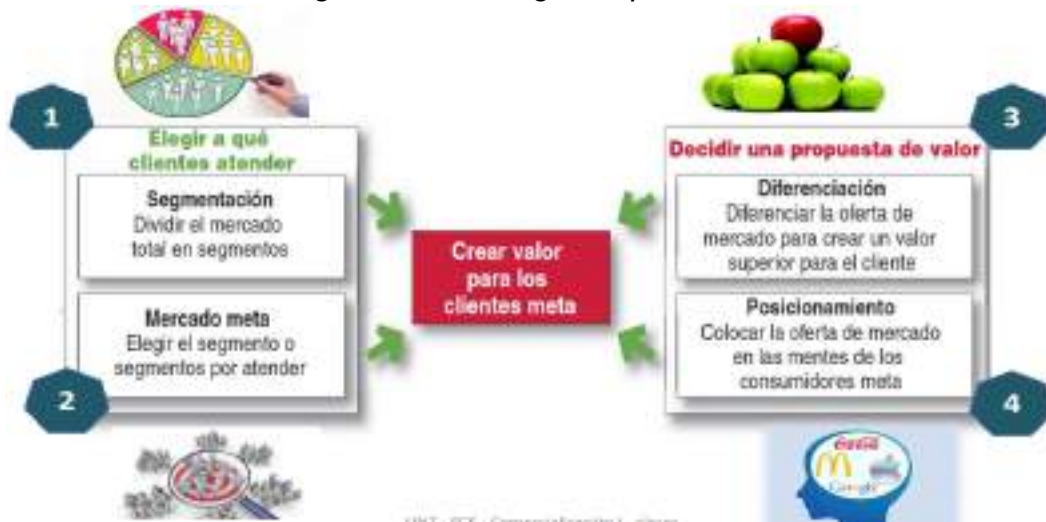 1
Elegir a qué
clientes atender
Segmentación
Dividir el mercado
total en segmentos
Mercado meta
Elegir el segmento o
segmentos por atender
2
Crear valor
para los
clientes meta
3
Decidir una propuesta de valor
Diferenciación
Diferenciar la oferta de
mercado para crear un valor
superior para el cliente
Posicionamiento
Colocar la oferta de mercado
en las mentes de los
consumidores meta
4
Google